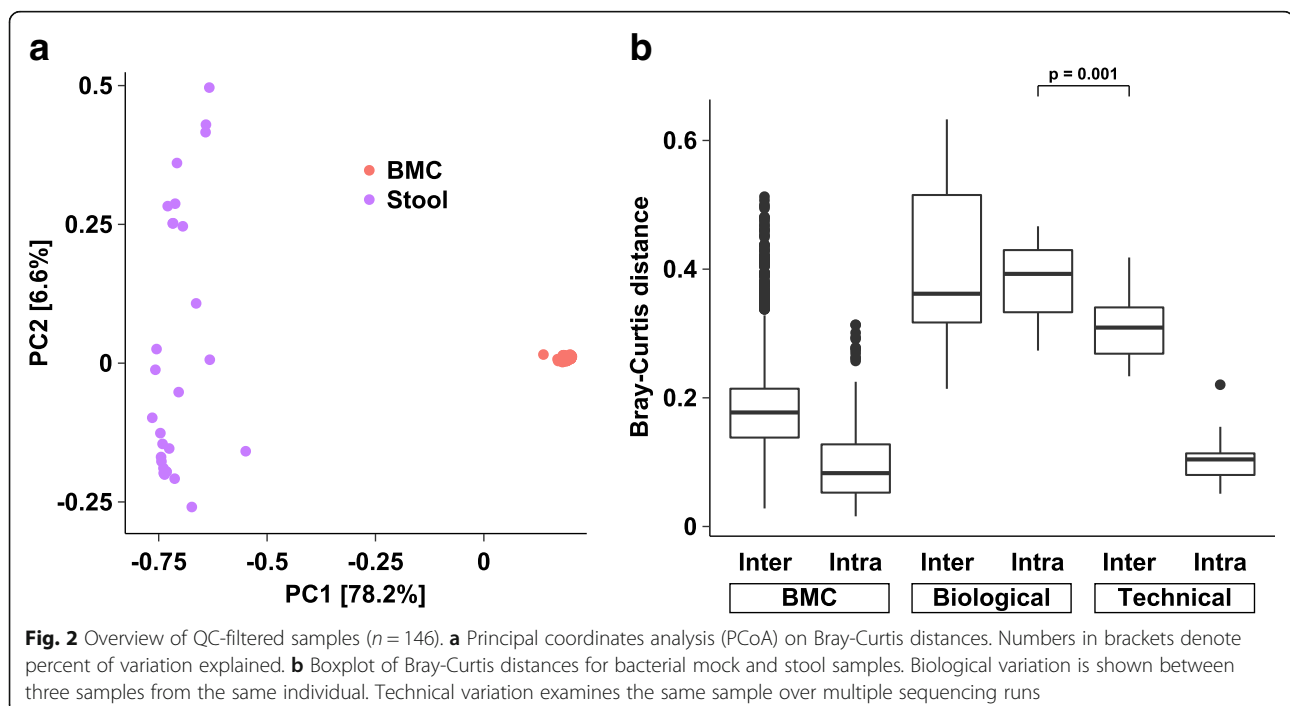 a
0.5
0.25
0
-0.25
PC2 [6.6%]
BMC
Stool
-0.75
-0.5
-0.25
0
PC1 [78.2%]
b
p = 0.001
0.6
0.4
0.2
0
Bray-Curtis distance
Inter Intra Inter Intra Inter Intra
BMC Biological Technical
Fig. 2 Overview of QC-filtered samples (n = 146). a Principal coordinates analysis (PCoA) on Bray-Curtis distances. Numbers in brackets denote
percent of variation explained. b Boxplot of Bray-Curtis distances for bacterial mock and stool samples. Biological variation is shown between
three samples from the same individual. Technical variation examines the same sample over multiple sequencing runs